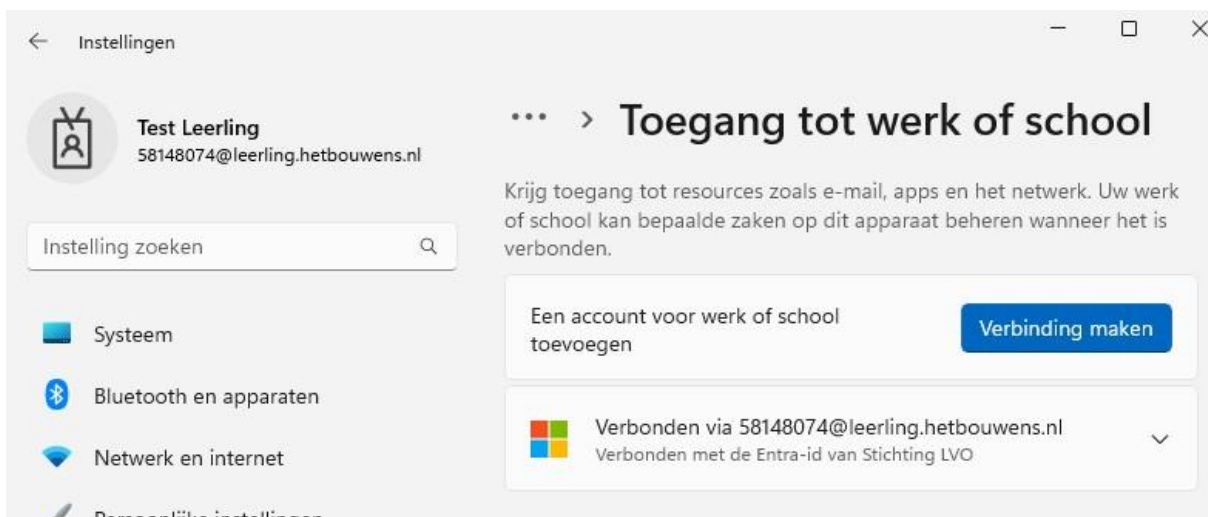 Instellingen
Test Leerling
58148074@leerling.hetbouwens.nl
Instelling zoeken
Systeem
Bluetooth en apparaten
Netwerk en internet
Persoonlijke instellingen
Toegang tot werk of school
Krijg toegang tot resources zoals e-mail, apps en het netwerk. Uw werk
of school kan bepaalde zaken op dit apparaat beheren wanneer het is
verbonden.
Een account voor werk of school
toevoegen
Verbinding maken
Verbonden via 58148074@leerling.hetbouwens.nl
Verbonden met de Entra-id van Stichting LVO